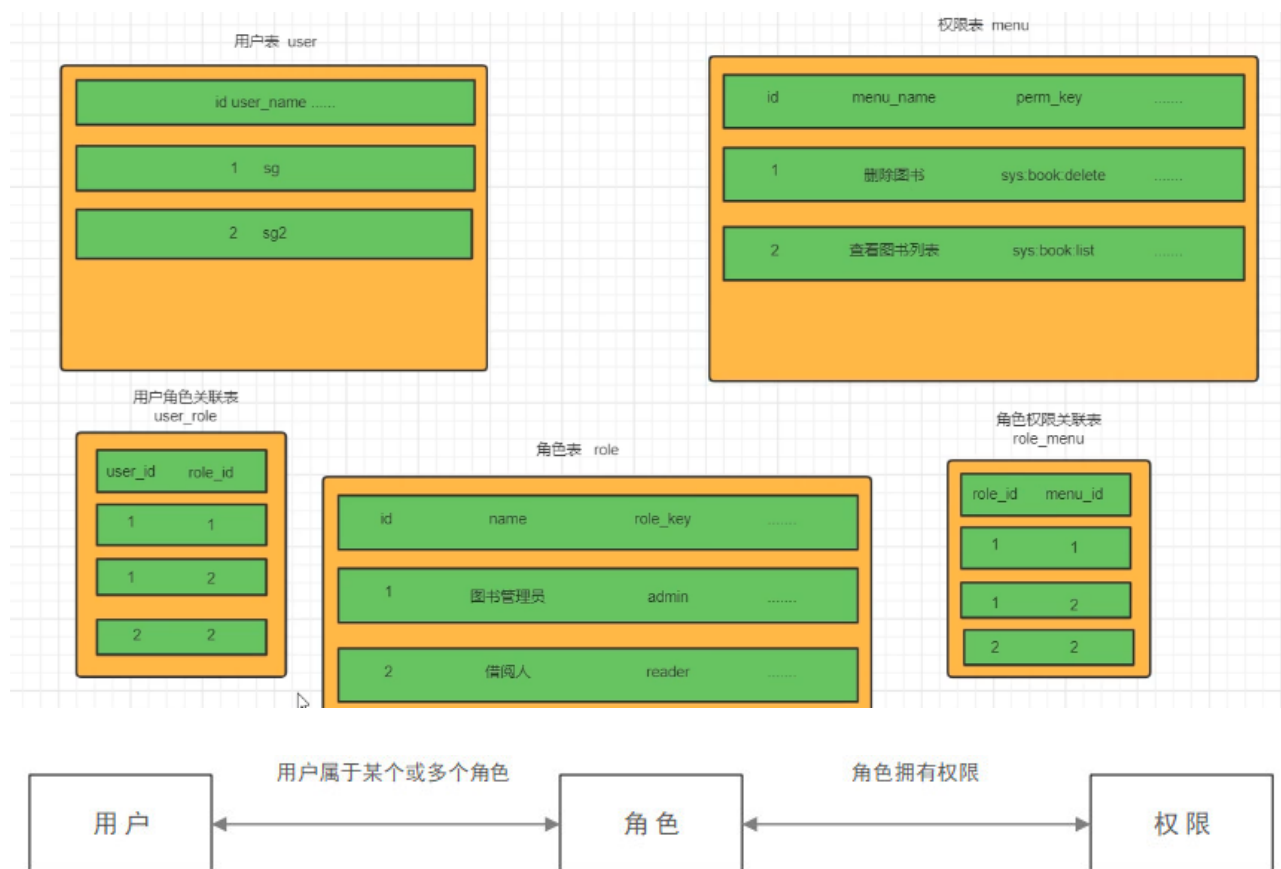 用户表 user
id user_name ......
1 sg
2 sg2
权限表 menu
id menu_name perm_key .......
1 删除图书 sys:book:delete .......
2 查看图书列表 sys:book:list .......
用户角色关联表
user_role
user_id role_id
1 1
1 2
2 2
角色表 role
id name role_key .......
1 图书管理员 admin .......
2 借阅人 reader .......
角色权限关联表
role_menu
role_id menu_id
1 1
1 2
2 2
用户属于某个或多个角色
角色拥有权限
用户
角色
权限